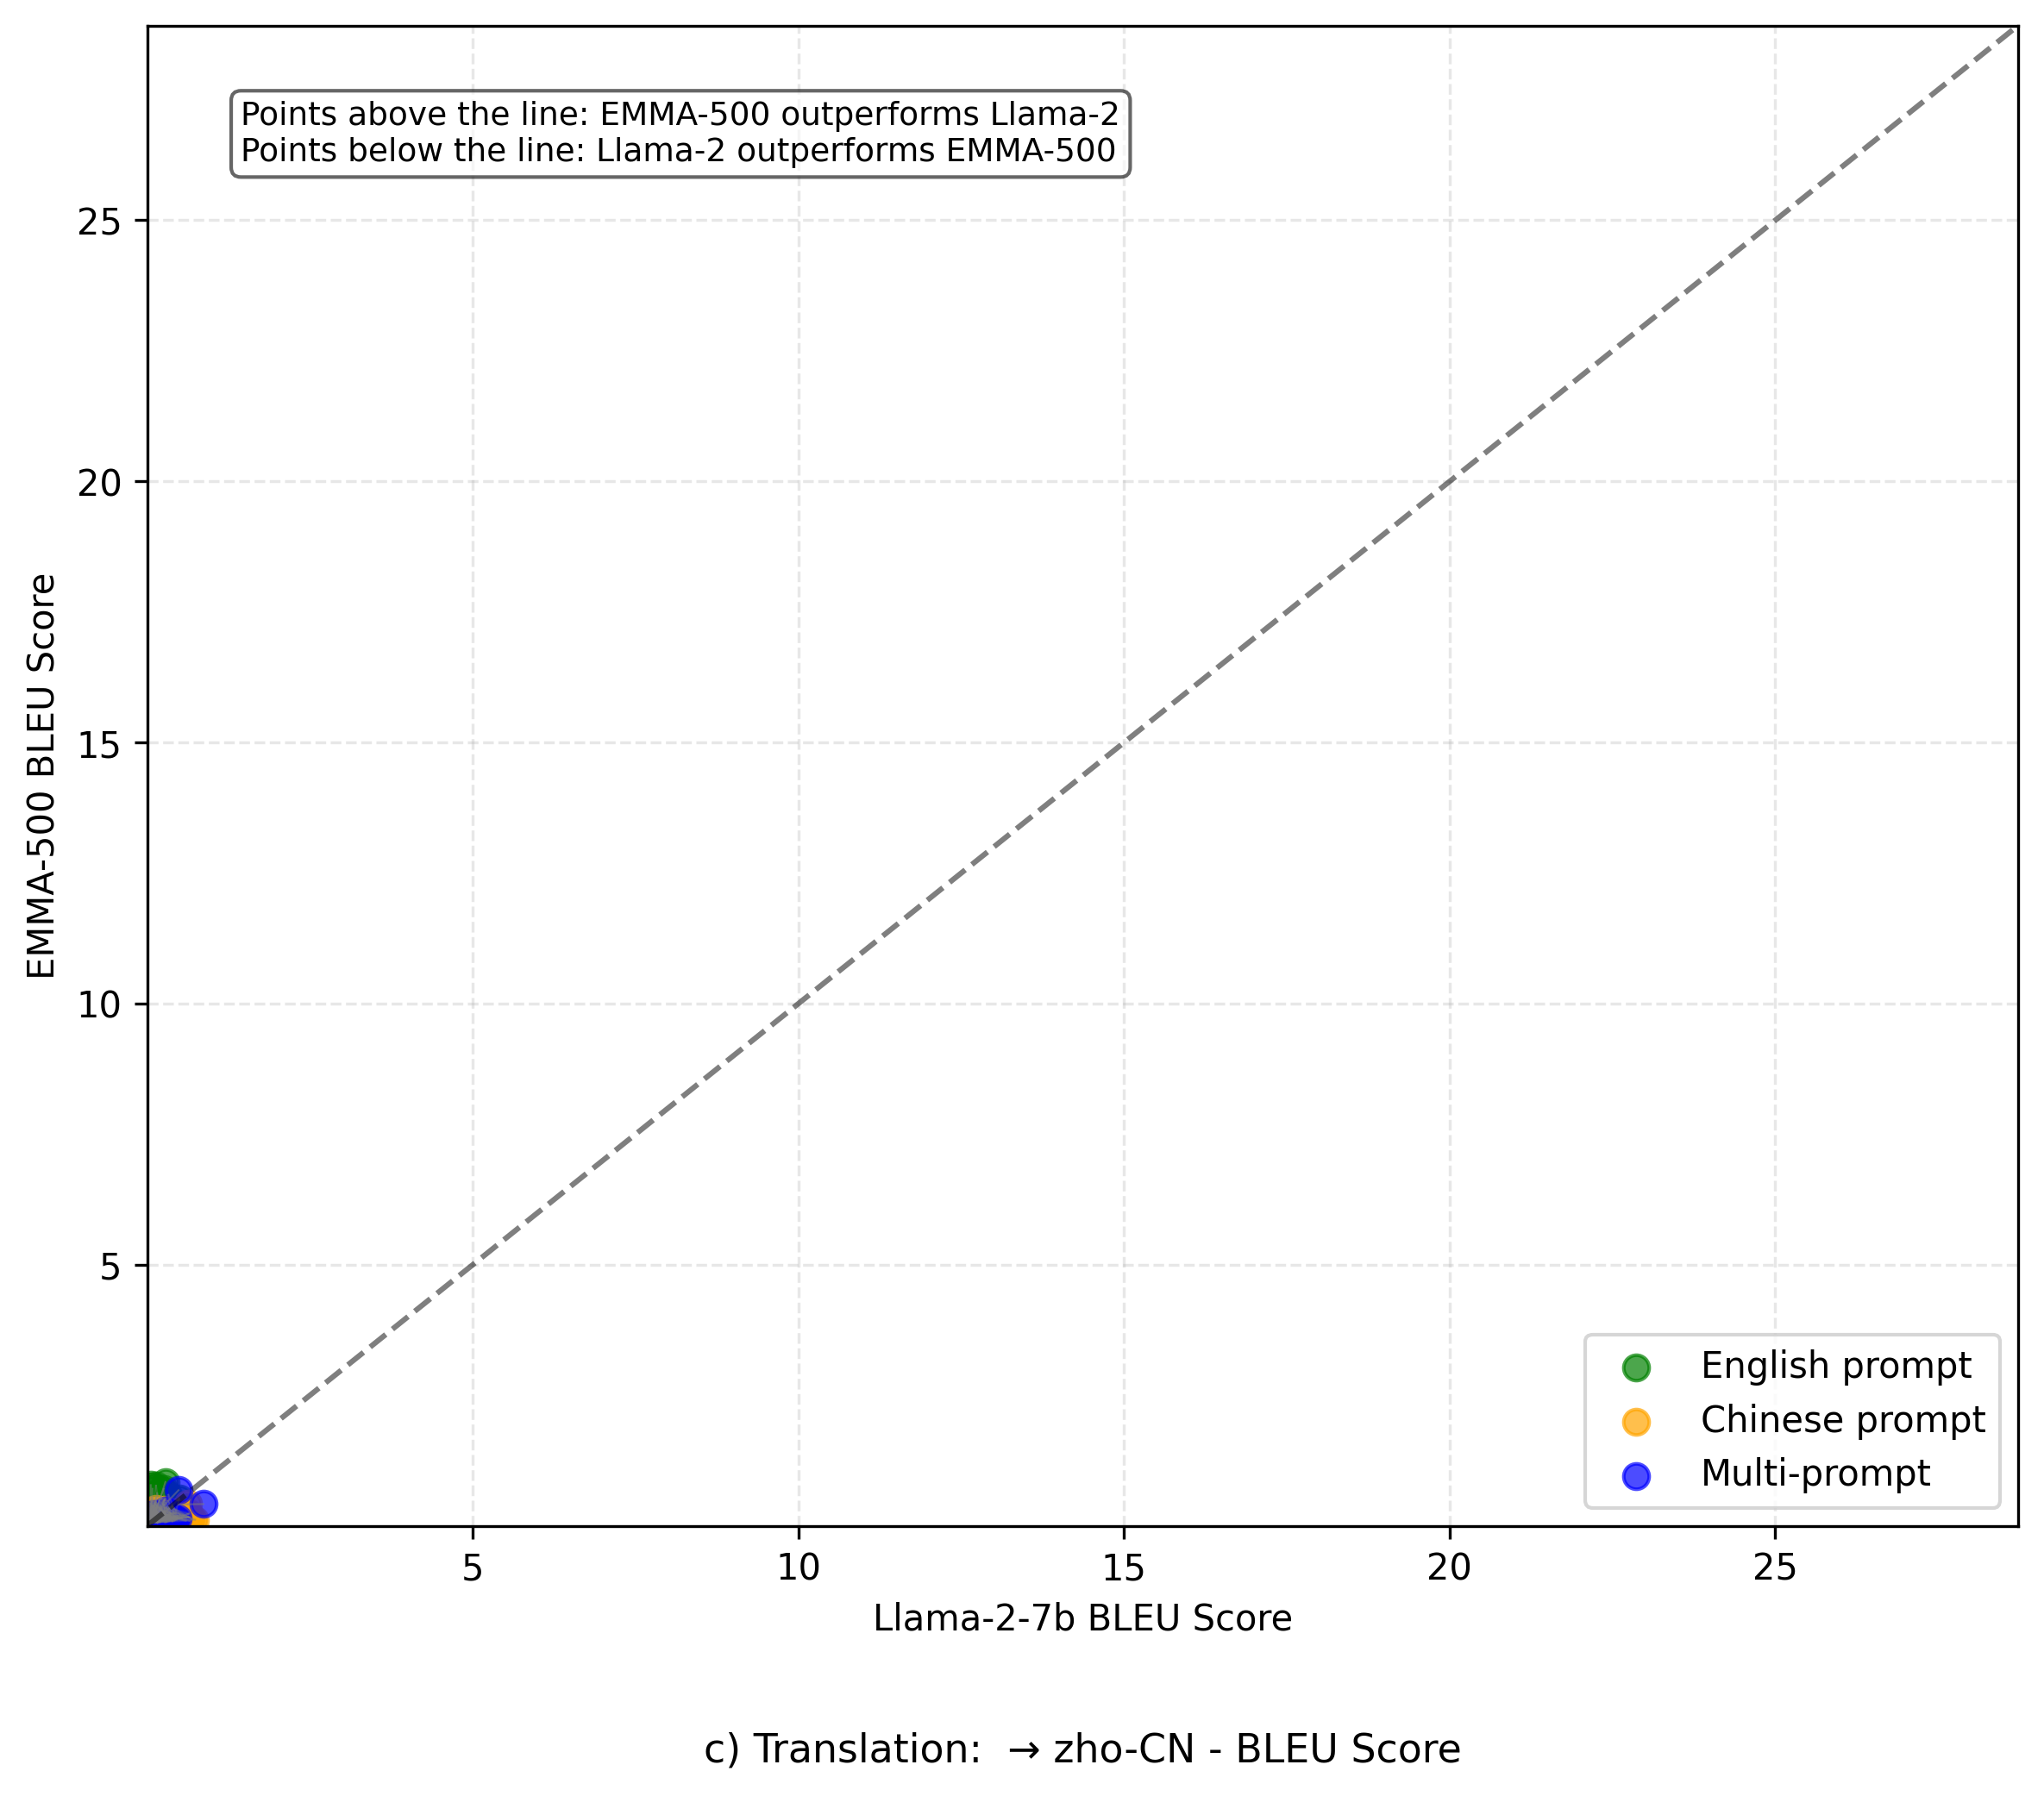 Points above the line: EMMA-500 outperforms Llama-2
Points below the line: Llama-2 outperforms EMMA-500
25
20
15
10
5
EMMA-500 BLEU Score
English prompt
Chinese prompt
Multi-prompt
5
10
15
20
25
Llama-2-7b BLEU Score
c) Translation: → zho-CN - BLEU Score